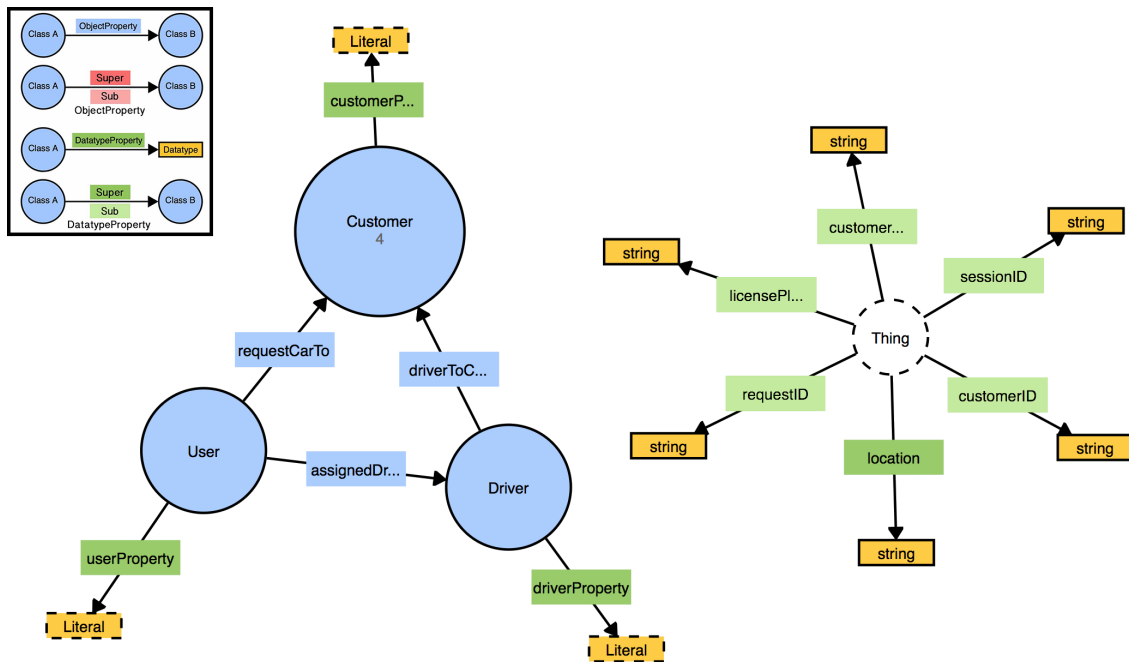 Class A
ObjectProperty
Class B
Class A
Super
Sub
Class B
ObjectProperty
Class A
DatatypeProperty
Datatype
Class A
Super
Sub
Class B
DatatypeProperty
Literal
customerP...
Customer
4
requestCarTo
driverToC...
User
assignedDr...
Driver
userProperty
Literal
driverProperty
Literal
string
customer...
string
sessionID
string
licensePl...
Thing
requestID
customerID
string
location
string
string